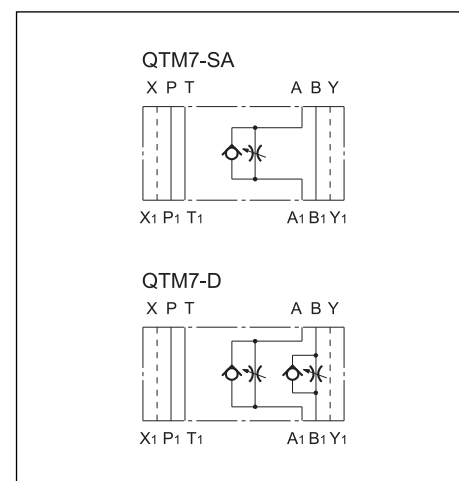 QTM7-SA
X P T A B Y
X1 P1 T1 A1 B1 Y1
QTM7-D
X P T A B Y
X1 P1 T1 A1 B1 Y1